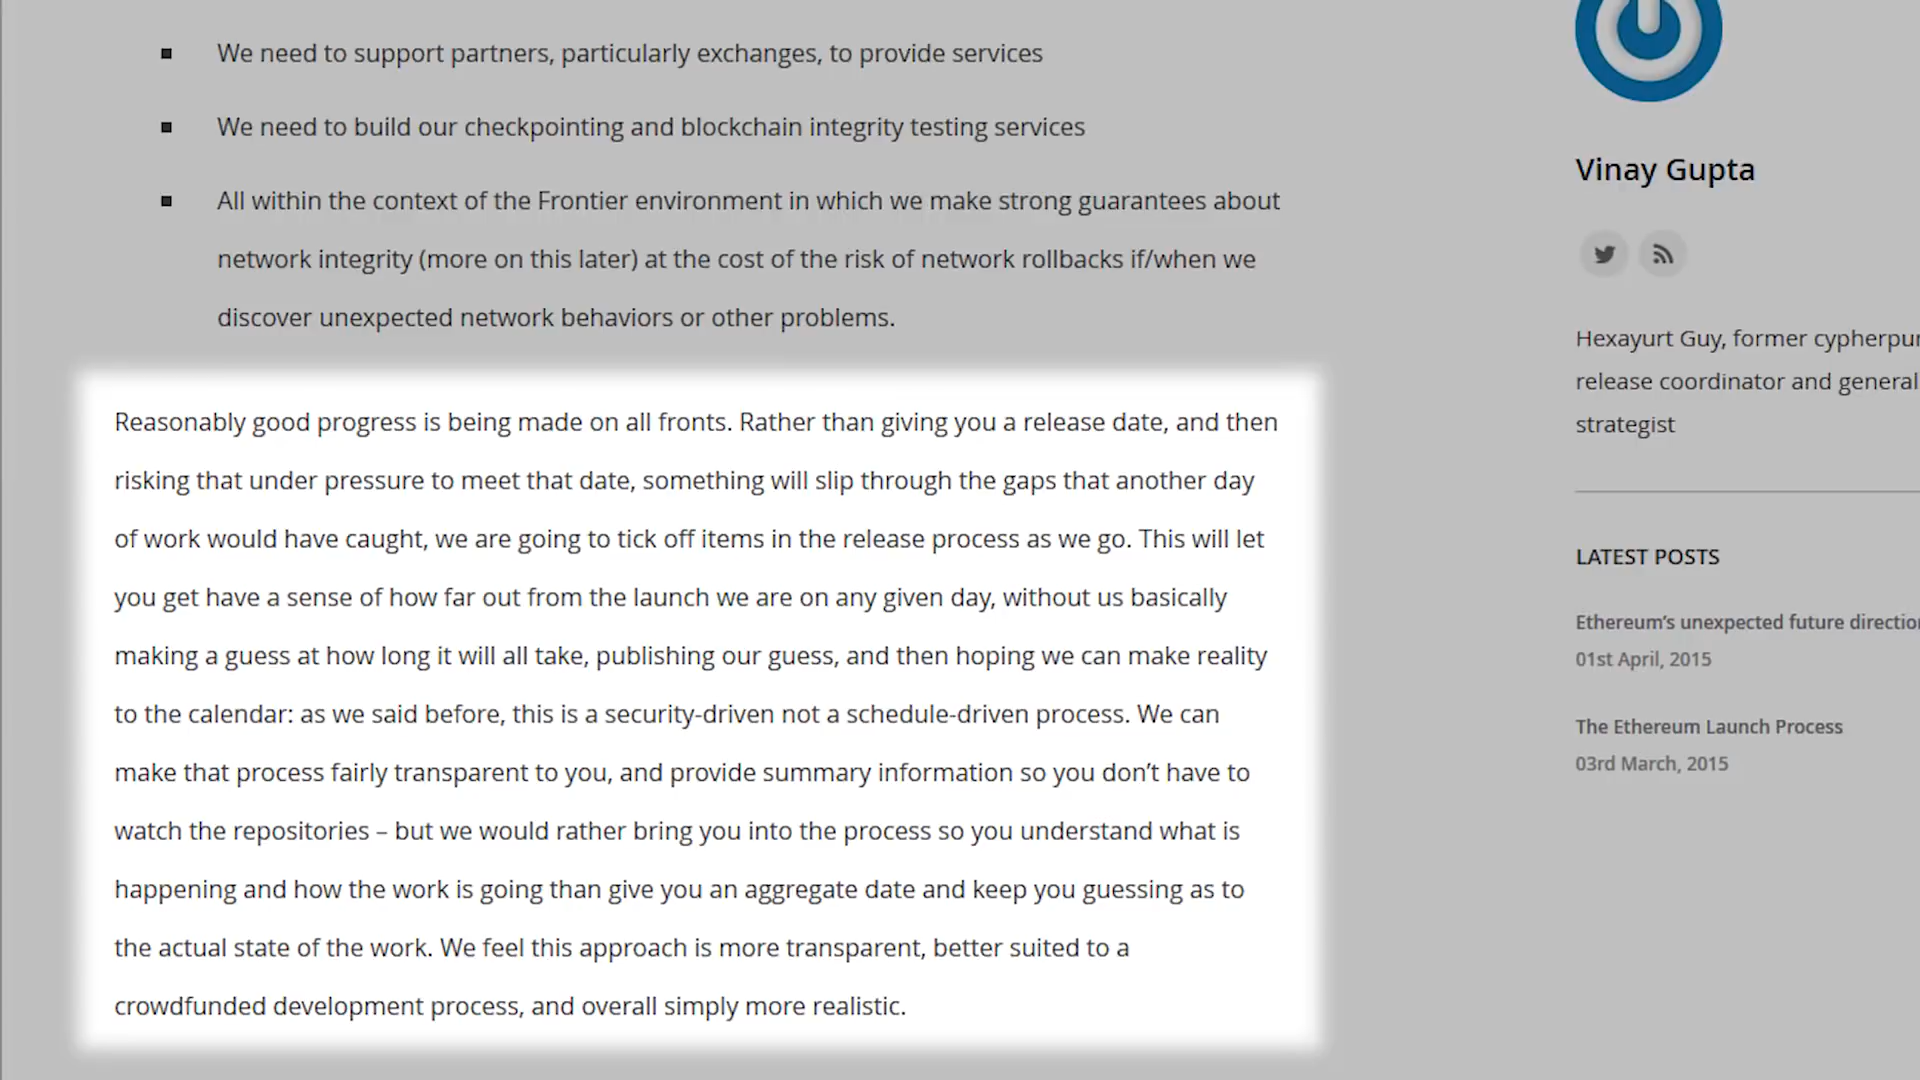 We need to support partners, particularly exchanges, to provide services
We need to build our checkpointing and blockchain integrity testing services
All within the context of the Frontier environment in which we make strong guarantees about
network integrity (more on this later) at the cost of the risk of network rollbacks if/when we
discover unexpected network behaviors or other problems.
Reasonably good progress is being made on all fronts. Rather than giving you a release date, and then
risking that under pressure to meet that date, something will slip through the gaps that another day
of work would have caught, we are going to tick off items in the release process as we go. This will let
you get have a sense of how far out from the launch we are on any given day, without us basically
making a guess at how long it will all take, publishing our guess, and then hoping we can make reality
to the calendar: as we said before, this is a security-driven not a schedule-driven process. We can
make that process fairly transparent to you, and provide summary information so you don’t have to
watch the repositories – but we would rather bring you into the process so you understand what is
happening and how the work is going than give you an aggregate date and keep you guessing as to
the actual state of the work. We feel this approach is more transparent, better suited to a
crowdfunded development process, and overall simply more realistic.
Vinay Gupta
Hexayurt Guy, former cypherpun
release coordinator and general
strategist
LATEST POSTS
Ethereum’s unexpected future direction
01st April, 2015
The Ethereum Launch Process
03rd March, 2015